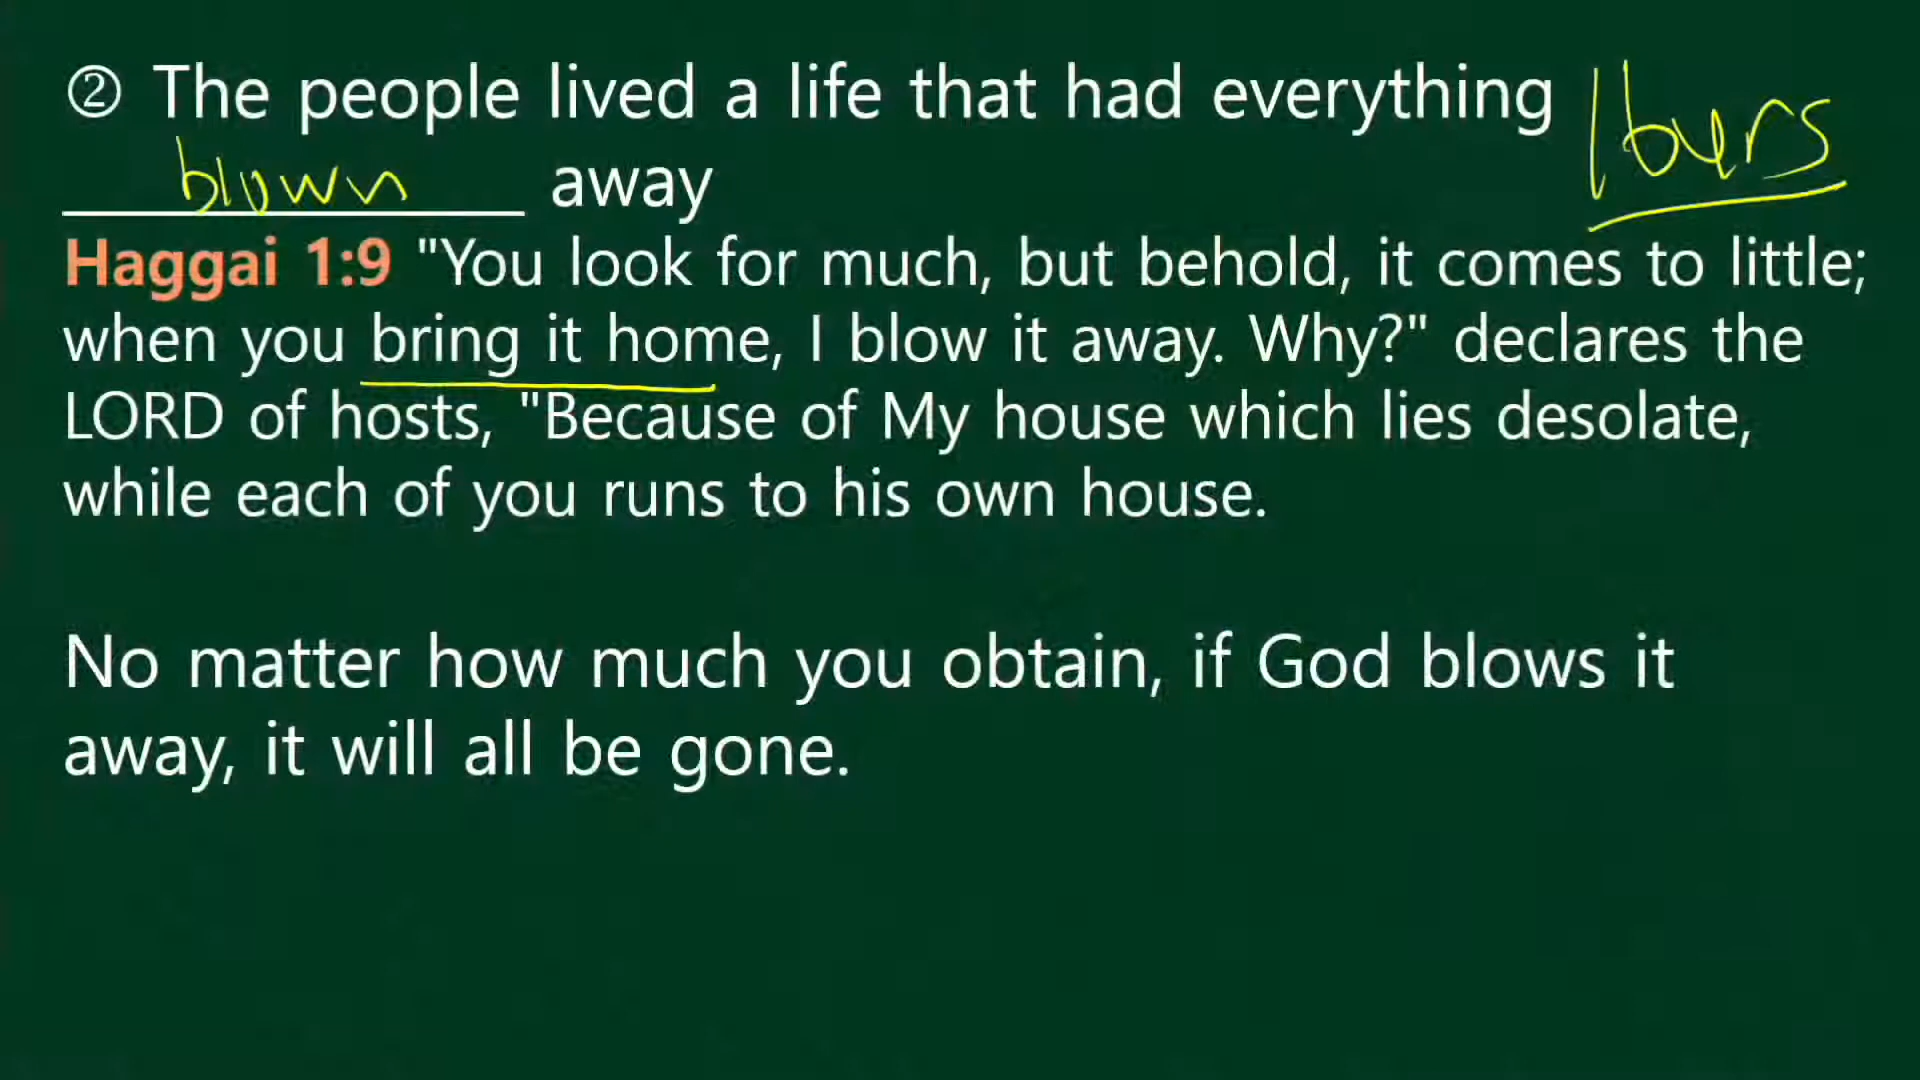 ② The people lived a life that had everything
blown away
Haggai 1:9 "You look for much, but behold, it comes to little;
when you bring it home, I blow it away. Why?" declares the
LORD of hosts, "Because of My house which lies desolate,
while each of you runs to his own house.
No matter how much you obtain, if God blows it
away, it will all be gone.